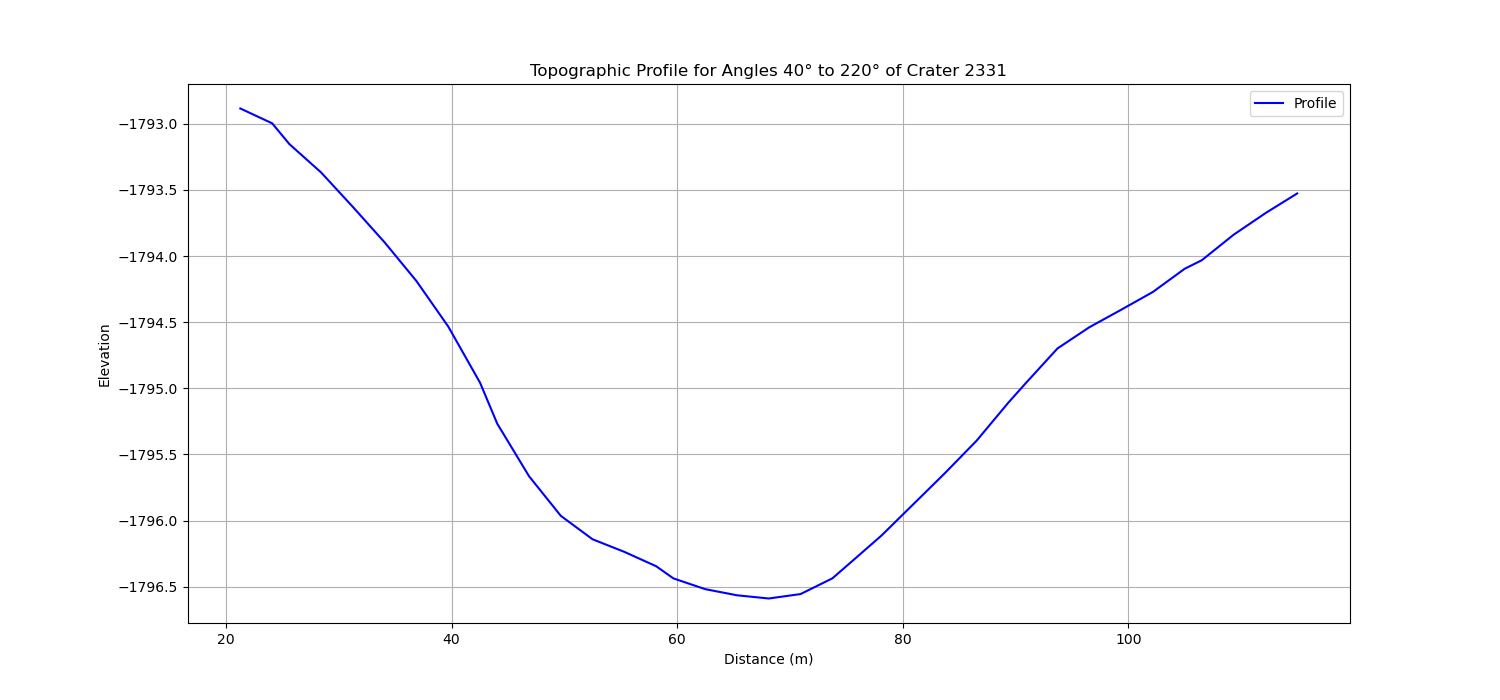 Topographic Profile for Angles 40° to 220° of Crater 2331
Profile
−1793.0
−1793.5
−1794.0
−1794.5
−1795.0
−1795.5
−1796.0
−1796.5
Elevation
20 40 60 80 100
Distance (m)